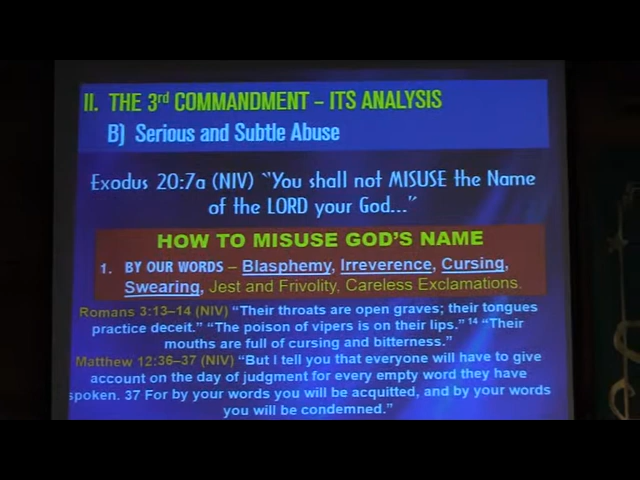 II. THE 3rd COMMANDMENT – ITS ANALYSIS
B) Serious and Subtle Abuse
Exodus 20:7a (NIV) “You shall not MISUSE the Name
of the LORD your God...”
HOW TO MISUSE GOD'S NAME
1. BY OUR WORDS – Blasphemy, Irreverence, Cursing,
Swearing, Jest and Frivolity, Careless Exclamations.
Romans 3:13–14 (NIV) “Their throats are open graves; their tongues
practice deceit.” “The poison of vipers is on their lips.” 14 “Their
mouths are full of cursing and bitterness.”
Matthew 12:36–37 (NIV) “But I tell you that everyone will have to give
account on the day of judgment for every empty word they have
spoken. 37 For by your words you will be acquitted, and by your words
you will be condemned.”